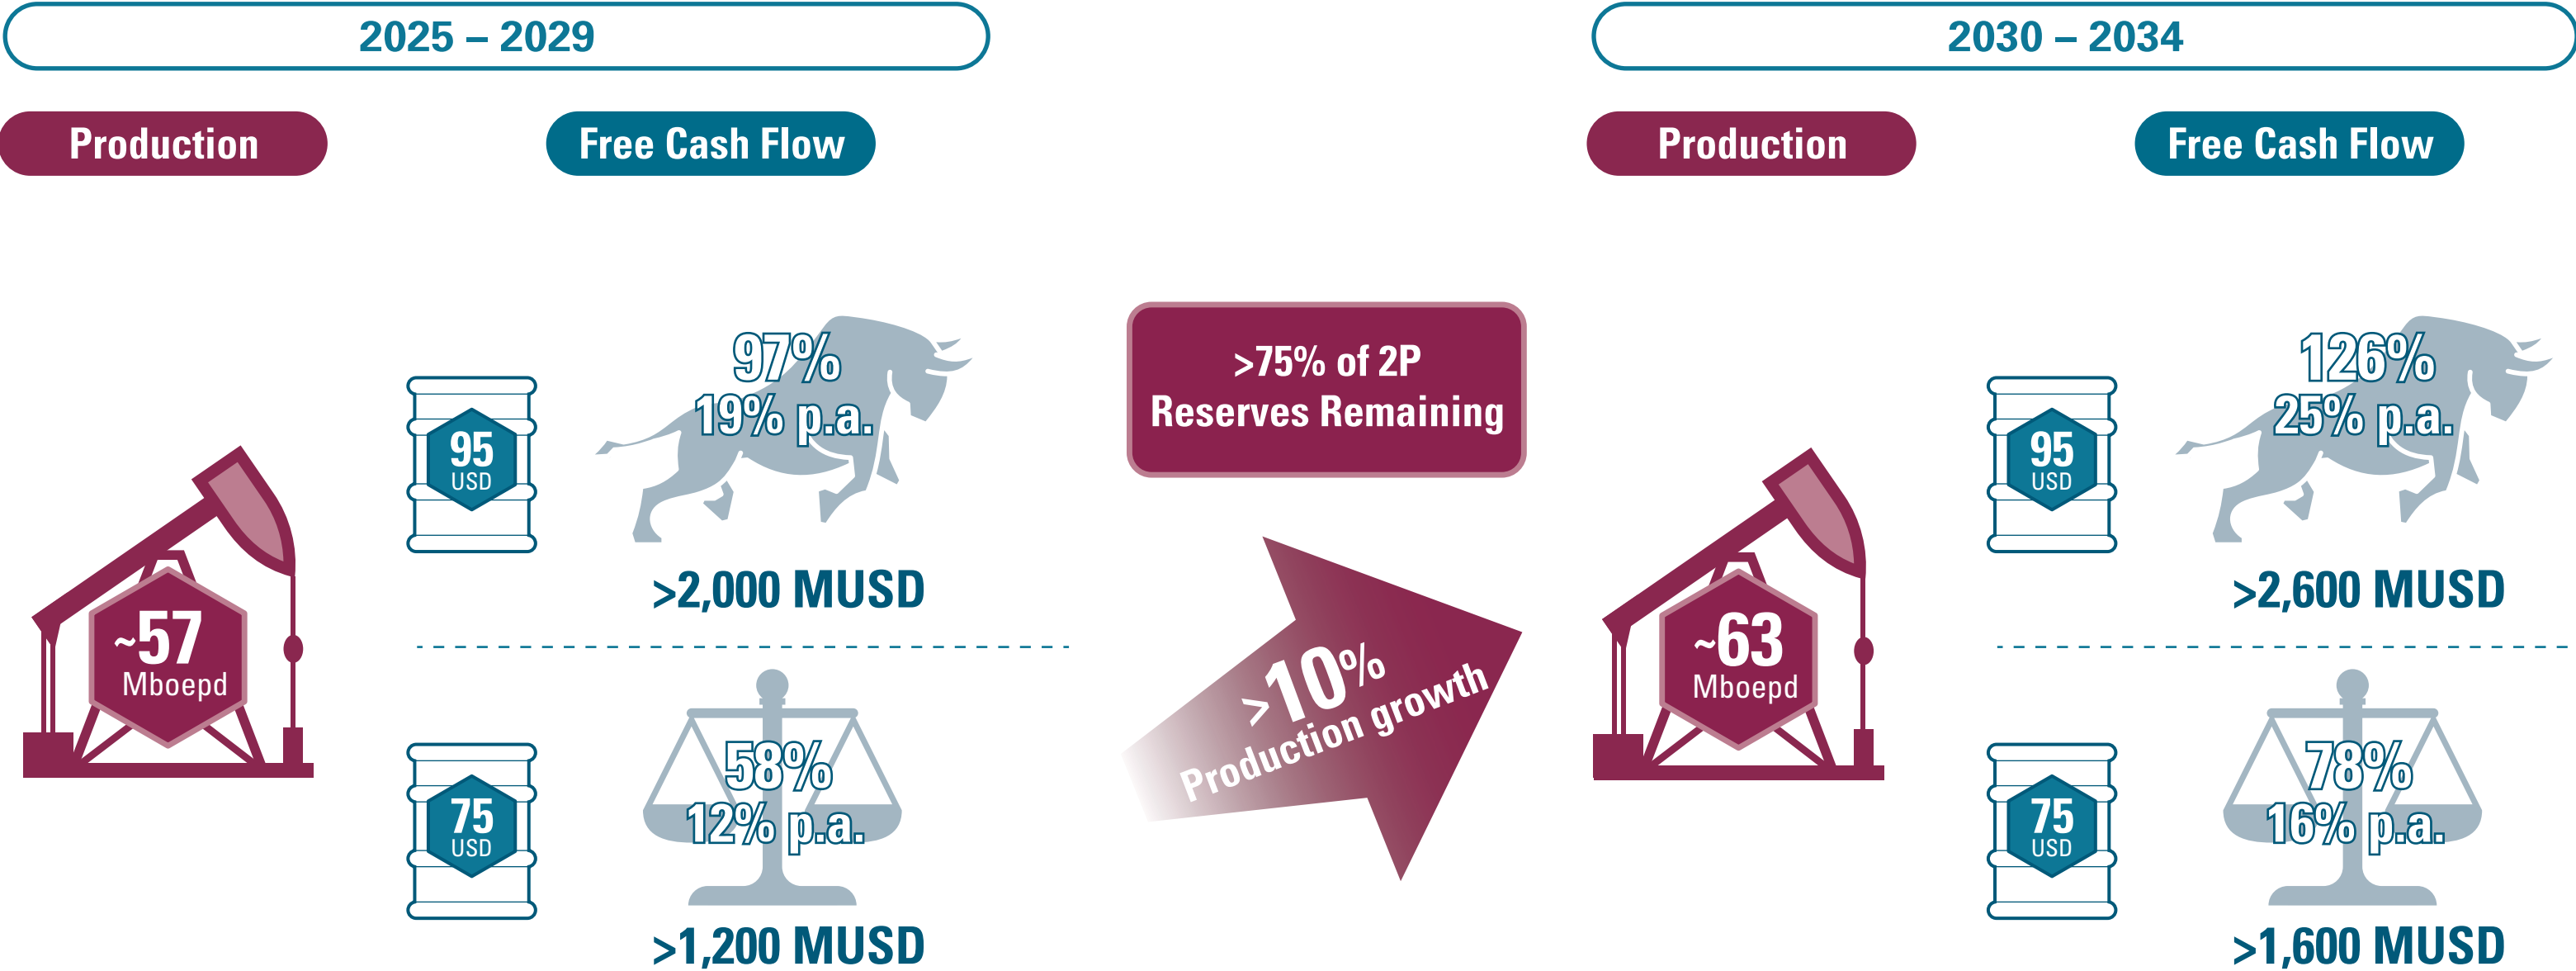 2025 – 2029
Production
Free Cash Flow
~57
Mboepd
95
USD
97%
19% p.a.
>2,000 MUSD
75
USD
58%
12% p.a.
>1,200 MUSD
>75% of 2P
Reserves Remaining
>10%
Production growth
2030 – 2034
Production
Free Cash Flow
~63
Mboepd
95
USD
126%
25% p.a.
>2,600 MUSD
75
USD
78%
16% p.a.
>1,600 MUSD